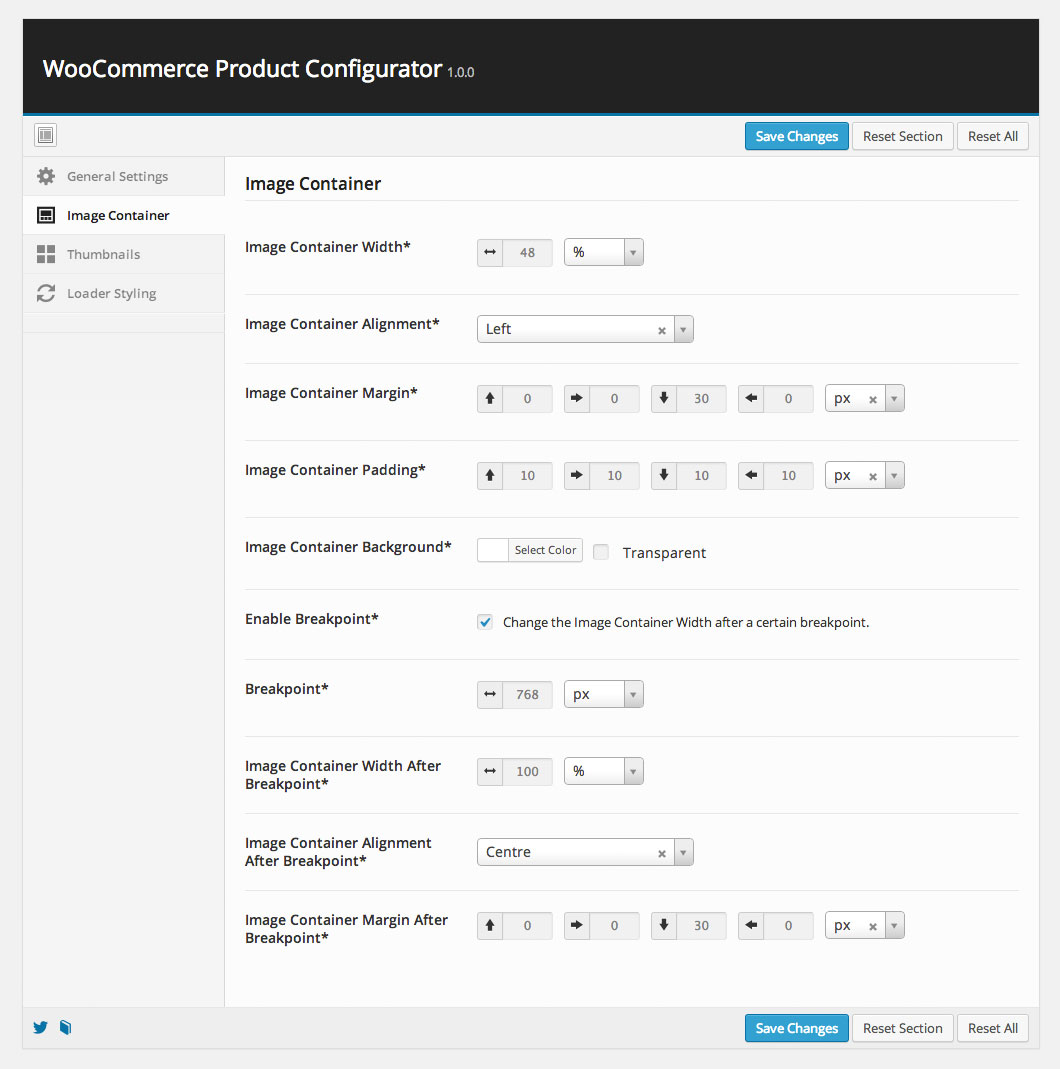 WooCommerce Product Configurator 1.0.0
Save Changes Reset Section Reset All
General Settings
Image Container
Thumbnails
Loader Styling
Image Container
Image Container Width* 48 %
Image Container Alignment* Left
Image Container Margin* 0 0 30 0 px
Image Container Padding* 10 10 10 10 px
Image Container Background* Select Color Transparent
Enable Breakpoint* Change the Image Container Width after a certain breakpoint.
Breakpoint* 768 px
Image Container Width After
Breakpoint*
100 %
Image Container Alignment
After Breakpoint*
Centre
Image Container Margin After
Breakpoint*
0 0 30 0 px
Save Changes Reset Section Reset All